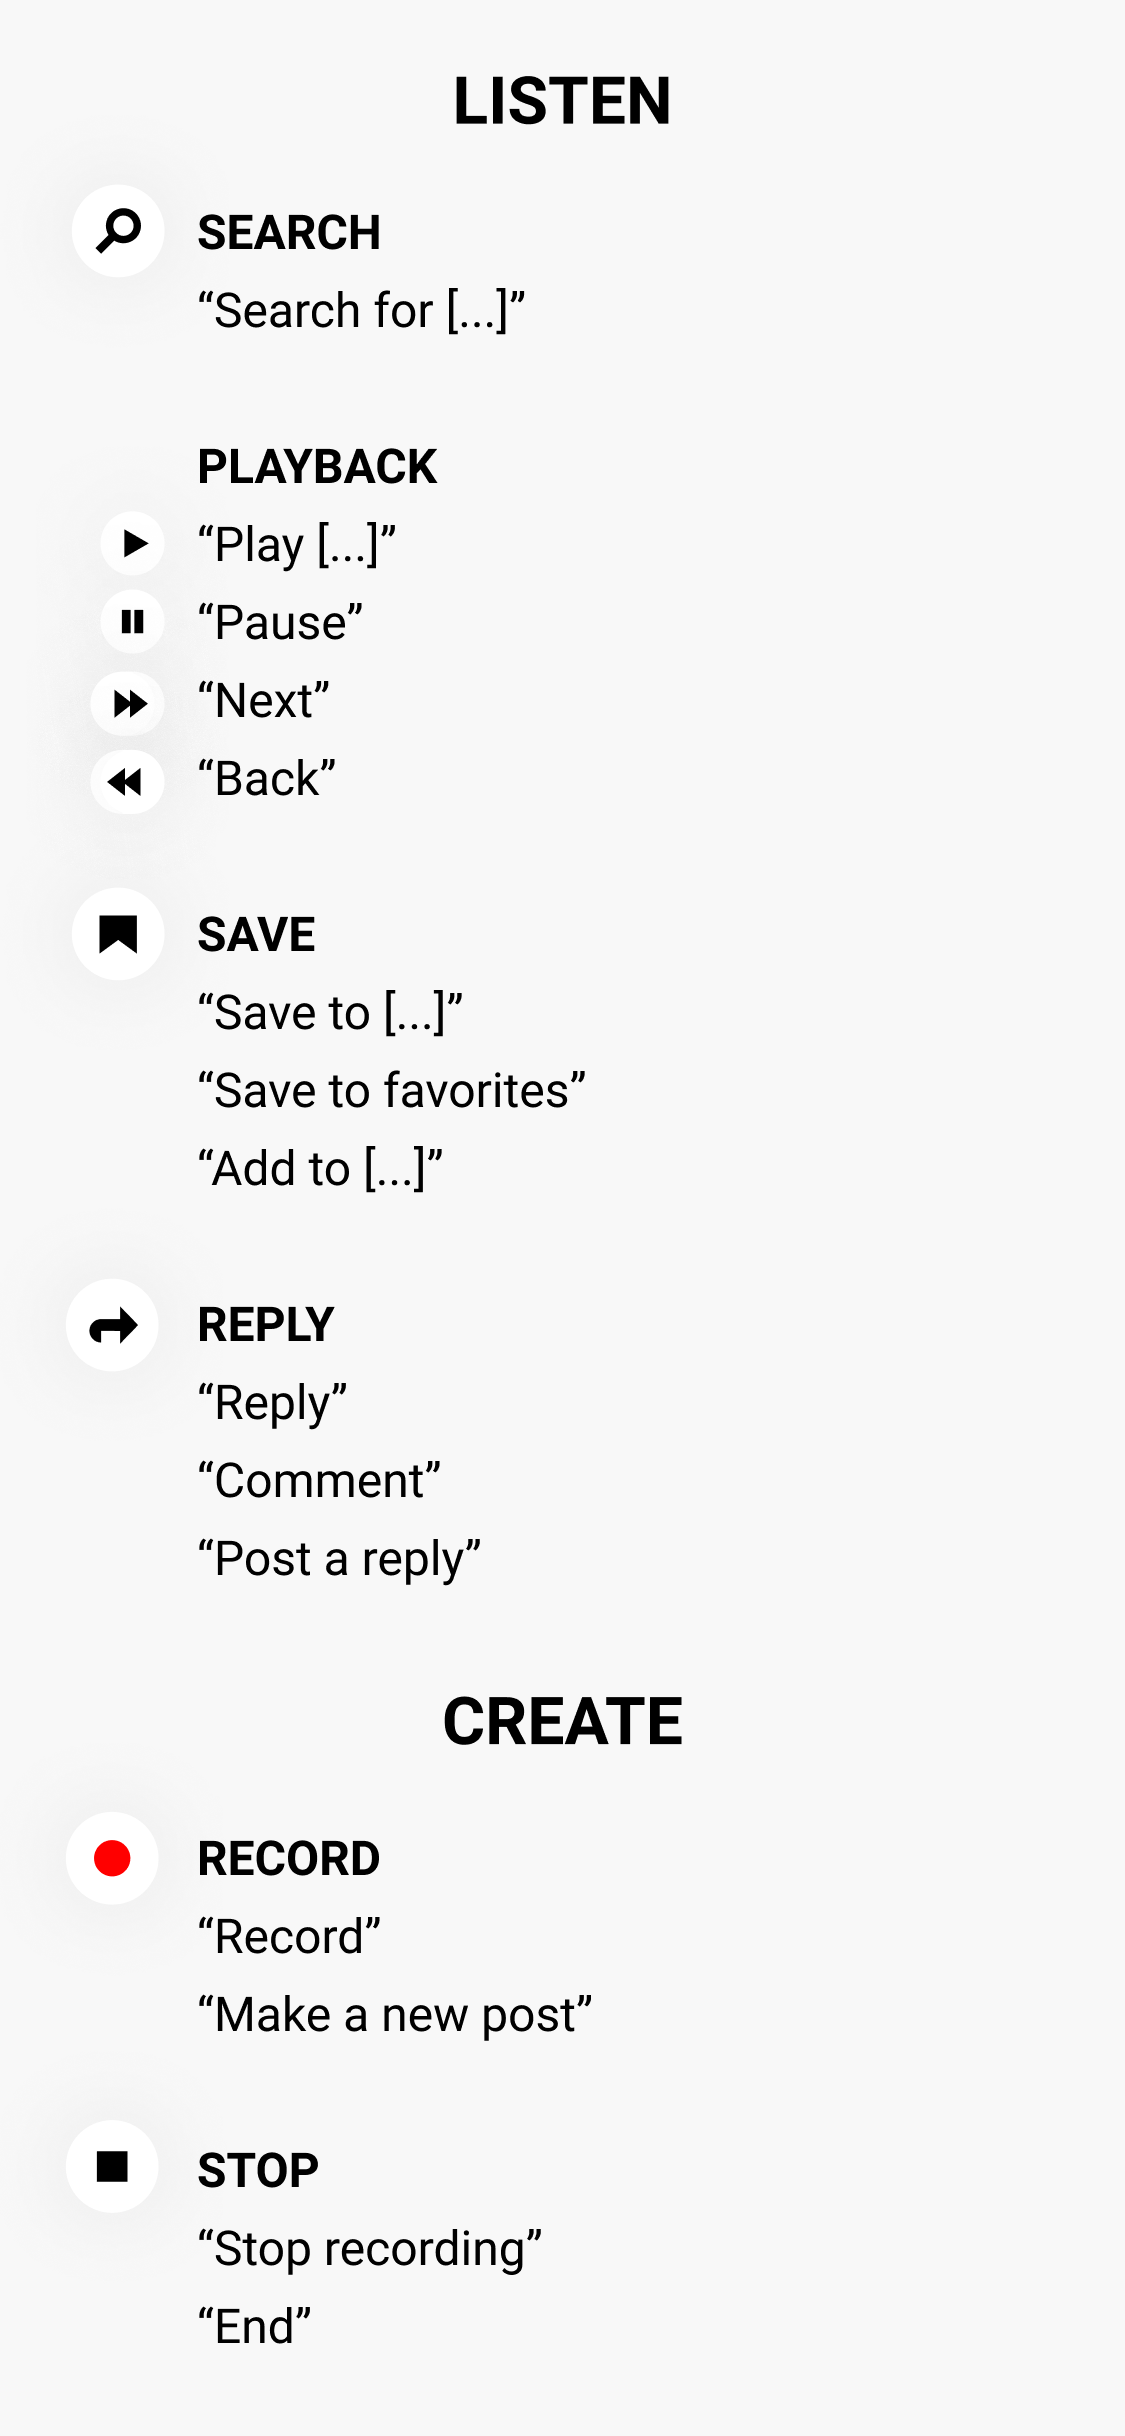 LISTEN
SEARCH
“Search for [...]”
PLAYBACK
“Play [...]”
“Pause”
“Next”
“Back”
SAVE
“Save to [...]”
“Save to favorites”
“Add to [...]”
REPLY
“Reply”
“Comment”
“Post a reply”
CREATE
RECORD
“Record”
“Make a new post”
STOP
“Stop recording”
“End”